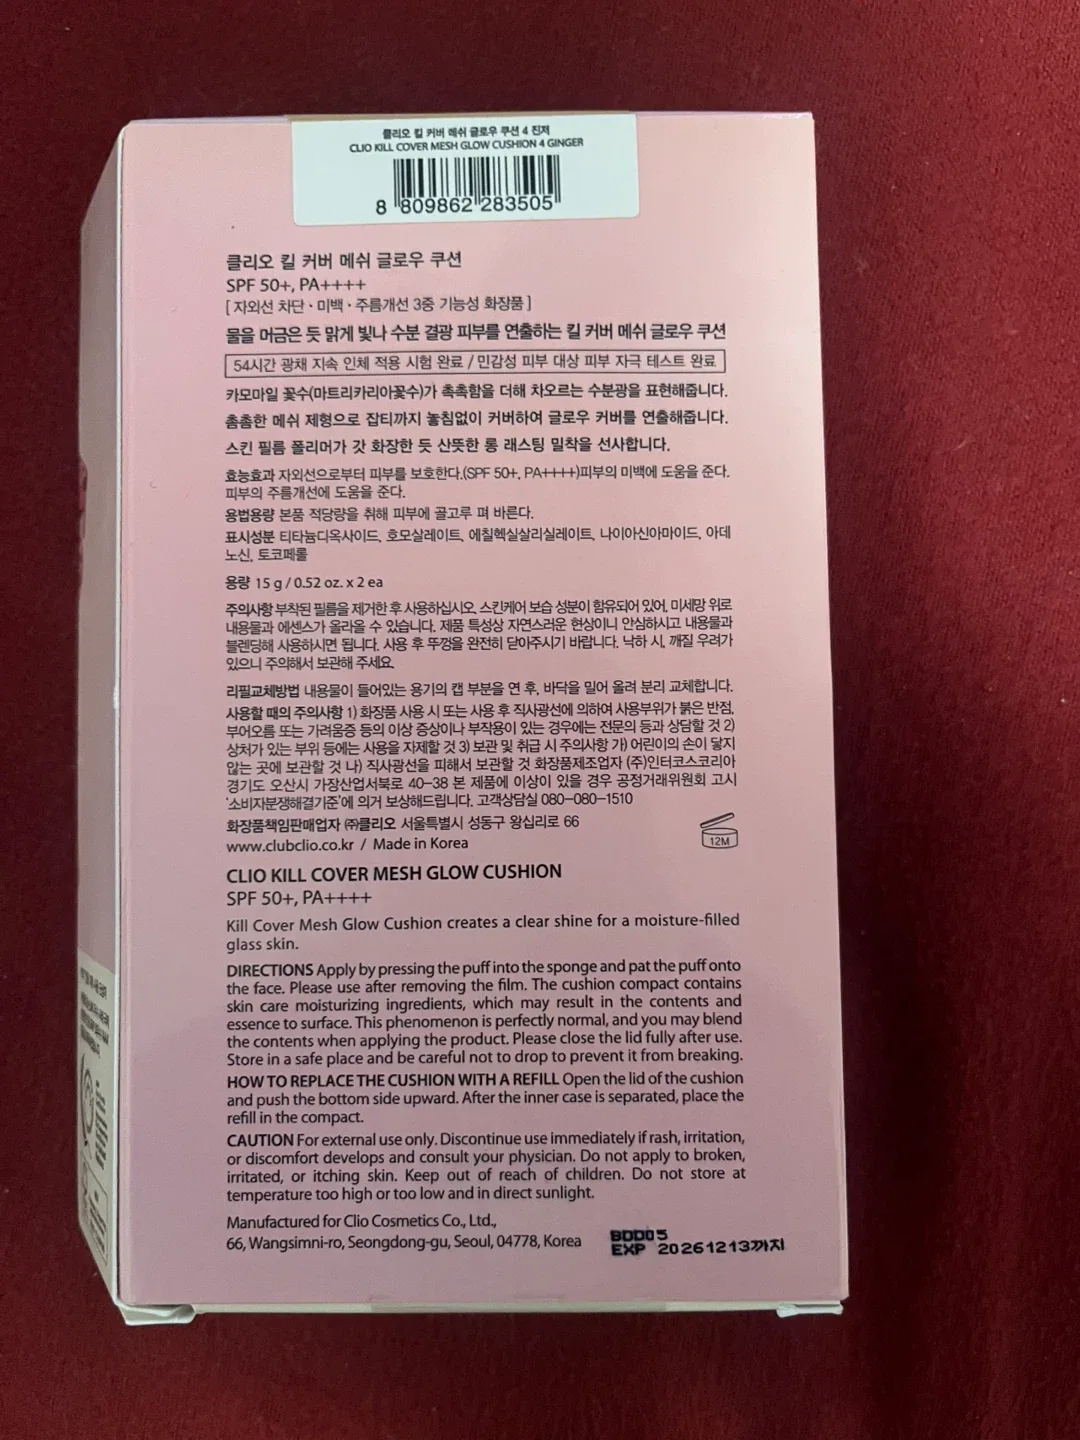 클리오 킬 커버 메쉬 글로우 쿠션 4 진저
CLIO KILL COVER MESH GLOW CUSHION 4 GINGER
8 809862 283505
클리오 킬 커버 메쉬 글로우 쿠션
SPF 50+, PA++++
[ 자외선 차단 · 미백 · 주름개선 3중 기능성 화장품 ]
물을 머금은 듯 맑게 빛나 수분 결광 피부를 연출하는 킬 커버 메쉬 글로우 쿠션
54시간 광채 지속 인체 적용 시험 완료 / 민감성 피부 대상 피부 자극 테스트 완료
카모마일 꽃수(마트리카리아꽃수)가 촉촉함을 더해 차오르는 수분광을 표현해줍니다.
촘촘한 메쉬 제형으로 잡티까지 놓침없이 커버하여 글로우 커버를 연출해줍니다.
스킨 필름 폴리머가 갓 화장한 듯 산뜻한 롱 래스팅 밀착을 선사합니다.
효능효과 자외선으로부터 피부를 보호한다.(SPF 50+, PA++++)피부의 미백에 도움을 준다.
피부의 주름개선에 도움을 준다.
용법용량 본품 적당량을 취해 피부에 골고루 펴 바른다.
표시성분 티타늄디옥사이드, 호모살레이트, 에칠헥실살리실레이트, 나이아신아마이드, 아데
노신, 토코페롤
용량 15 g / 0.52 oz. x 2 ea
주의사항 부착된 필름을 제거한 후 사용하십시오. 스킨케어 보습 성분이 함유되어 있어, 미세망 위로
내용물과 에센스가 올라올 수 있습니다. 제품 특성상 자연스러운 현상이니 안심하시고 내용물과
블렌딩해 사용하시면 됩니다. 사용 후 뚜껑을 완전히 닫아주시기 바랍니다. 낙하 시, 깨질 우려가
있으니 주의해서 보관해 주세요.
리필교체방법 내용물이 들어있는 용기의 캡 부분을 연 후, 바닥을 밀어 올려 분리 교체합니다.
사용할 때의 주의사항 1) 화장품 사용 시 또는 사용 후 직사광선에 의하여 사용부위가 붉은 반점,
부어오름 또는 가려움증 등의 이상 증상이나 부작용이 있는 경우에는 전문의 등과 상담할 것 2)
상처가 있는 부위 등에는 사용을 자제할 것 3) 보관 및 취급 시 주의사항 가) 어린이의 손이 닿지
않는 곳에 보관할 것 나) 직사광선을 피해서 보관할 것 화장품제조업자 (주)인터코스코리아
경기도 오산시 가장산업서북로 40-38 본 제품에 이상이 있을 경우 공정거래위원회 고시
'소비자분쟁해결기준'에 의거 보상해드립니다. 고객상담실 080-080-1510
화장품책임판매업자 ㈜클리오 서울특별시 성동구 왕십리로 66
www.clubclio.co.kr / Made in Korea
12M
CLIO KILL COVER MESH GLOW CUSHION
SPF 50+, PA++++
Kill Cover Mesh Glow Cushion creates a clear shine for a moisture-filled
glass skin.
DIRECTIONS Apply by pressing the puff into the sponge and pat the puff onto
the face. Please use after removing the film. The cushion compact contains
skin care moisturizing ingredients, which may result in the contents and
essence to surface. This phenomenon is perfectly normal, and you may blend
the contents when applying the product. Please close the lid fully after use.
Store in a safe place and be careful not to drop to prevent it from breaking.
HOW TO REPLACE THE CUSHION WITH A REFILL Open the lid of the cushion
and push the bottom side upward. After the inner case is separated, place the
refill in the compact.
CAUTION For external use only. Discontinue use immediately if rash, irritation,
or discomfort develops and consult your physician. Do not apply to broken,
irritated, or itching skin. Keep out of reach of children. Do not store at
temperature too high or too low and in direct sunlight.
Manufactured for Clio Cosmetics Co., Ltd.,
66, Wangsimni-ro, Seongdong-gu, Seoul, 04778, Korea
BDD05
EXP 20261213까지